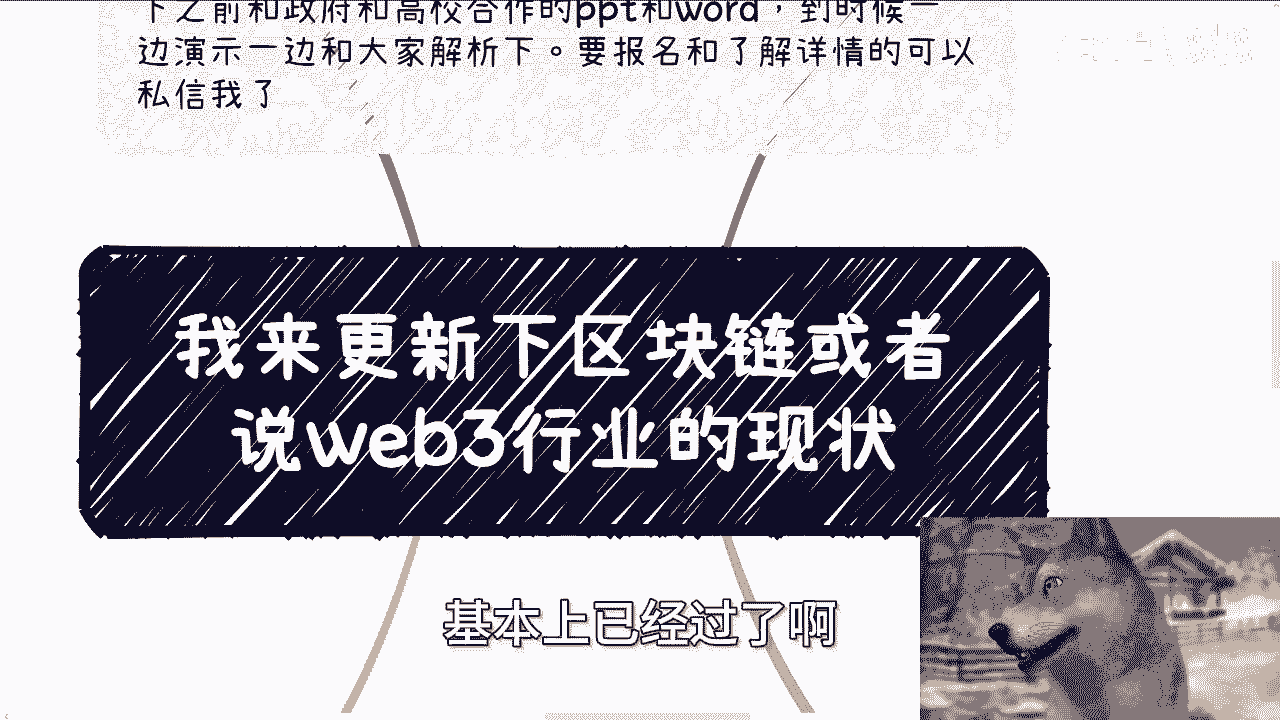 下之前和政府和高校合作的ppt和word，到时候一
边演示一边和大家解析下。要报名和了解详情的可以
私信我了
我来更新下区块链或者
说web3行业的现状
基本上已经过了啊